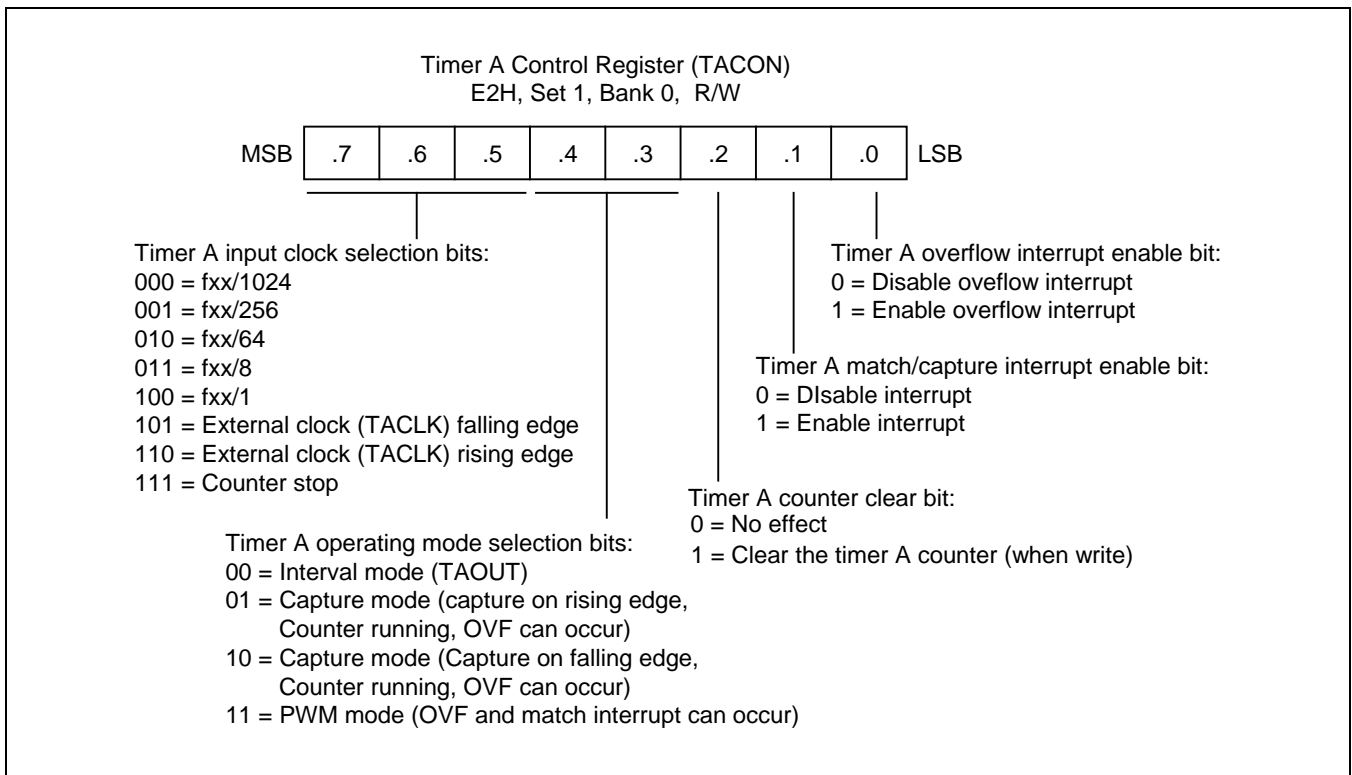 Timer A Control Register (TACON)
E2H, Set 1, Bank 0, R/W
MSB .7 .6 .5 .4 .3 .2 .1 .0 LSB
Timer A input clock selection bits:
000 = fxx/1024
001 = fxx/256
010 = fxx/64
011 = fxx/8
100 = fxx/1
101 = External clock (TACLK) falling edge
110 = External clock (TACLK) rising edge
111 = Counter stop
Timer A overflow interrupt enable bit:
0 = Disable oveflow interrupt
1 = Enable overflow interrupt
Timer A match/capture interrupt enable bit:
0 = DIsable interrupt
1 = Enable interrupt
Timer A counter clear bit:
0 = No effect
1 = Clear the timer A counter (when write)
Timer A operating mode selection bits:
00 = Interval mode (TAOUT)
01 = Capture mode (capture on rising edge,
Counter running, OVF can occur)
10 = Capture mode (Capture on falling edge,
Counter running, OVF can occur)
11 = PWM mode (OVF and match interrupt can occur)